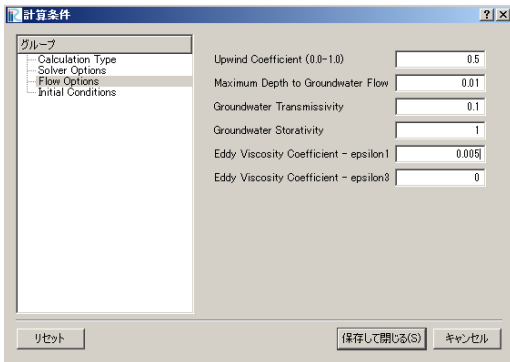 計算条件
グループ
Calculation Type
Solver Options
Flow Options
Initial Conditions
Upwind Coefficient (0.0-1.0) 0.5
Maximum Depth to Groundwater Flow 0.01
Groundwater Transmissivity 0.1
Groundwater Storativity 1
Eddy Viscosity Coefficient - epsilon1 0.005
Eddy Viscosity Coefficient - epsilon3 0
リセット 保存して閉じる(S) キャンセル